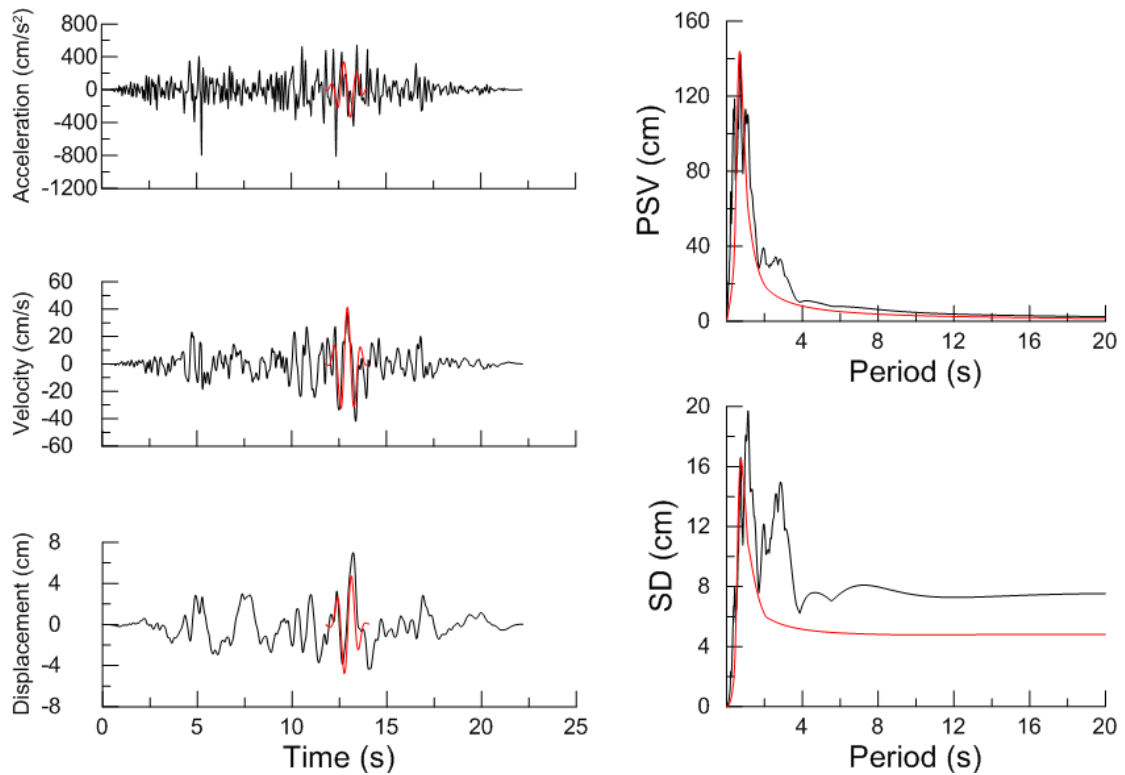 800
400
0
-400
-800
-1200
Acceleration (cm/s²)
60
40
20
0
-20
-40
-60
Velocity (cm/s)
8
4
0
-4
-8
Displacement (cm)
0 5 10 15 20 25
Time (s)
160
120
80
40
0
PSV (cm)
4 8 12 16 20
Period (s)
20
16
12
8
4
0
SD (cm)
4 8 12 16 20
Period (s)